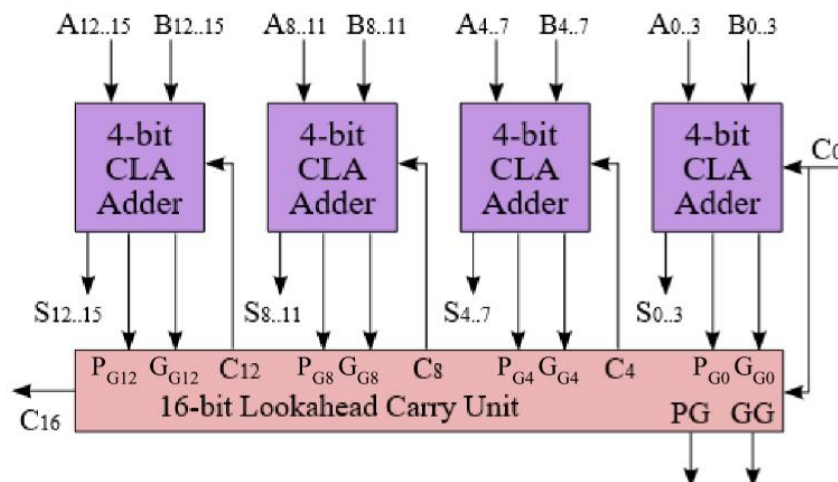 A12..15 B12..15 A8..11 B8..11 A4..7 B4..7 A0..3 B0..3
4-bit CLA Adder 4-bit CLA Adder 4-bit CLA Adder 4-bit CLA Adder C0
S12..15 S8..11 S4..7 S0..3
PG12 GG12 C12 PG8 GG8 C8 PG4 GG4 C4 PG0 GG0
C16 16-bit Lookahead Carry Unit PG GG